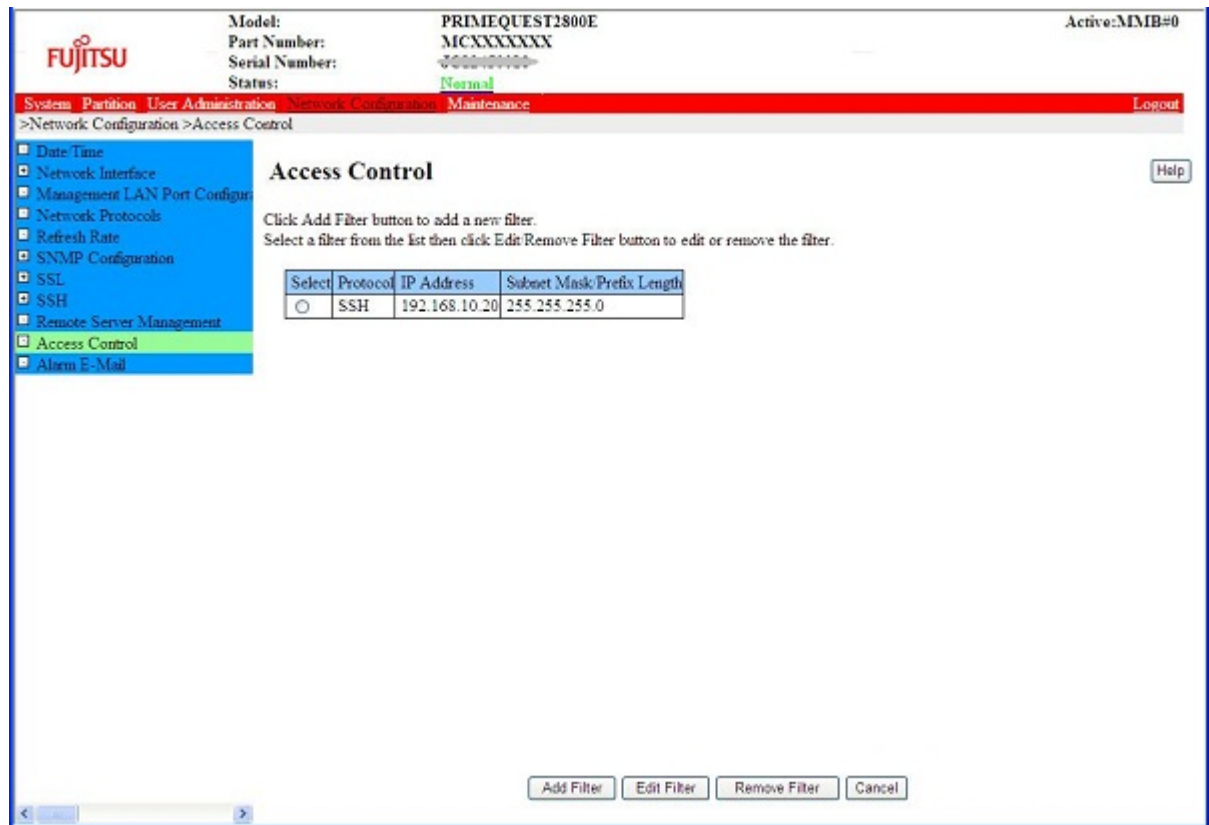 FUJITSU
Model: PRIMEQUEST2800E
Part Number: MCXXXXXXX
Serial Number:
Status: Normal
Active:MMB#0
System Partition User Administration Network Configuration Maintenance Logout
>Network Configuration >Access Control
Date/Time
Network Interface
Management LAN Port Configur
Network Protocols
Refresh Rate
SNMP Configuration
SSL
SSH
Remote Server Management
Access Control
Alarm E-Mail
Access Control
Help
Click Add Filter button to add a new filter.
Select a filter from the list then click Edit/Remove Filter button to edit or remove the filter.
Select Protocol IP Address Subnet Mask/Prefix Length
SSH 192.168.10.20 255.255.255.0
Add Filter Edit Filter Remove Filter Cancel